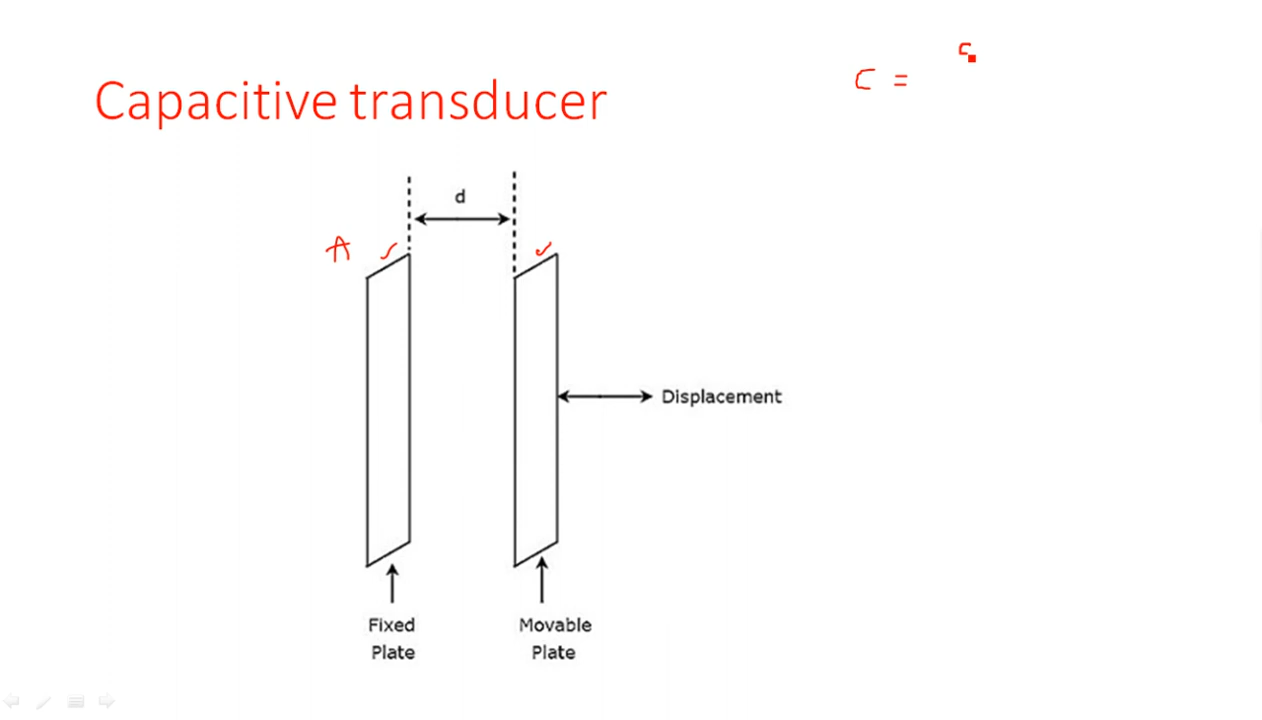 C =
Capacitive transducer
d
A
Displacement
Fixed
Plate
Movable
Plate